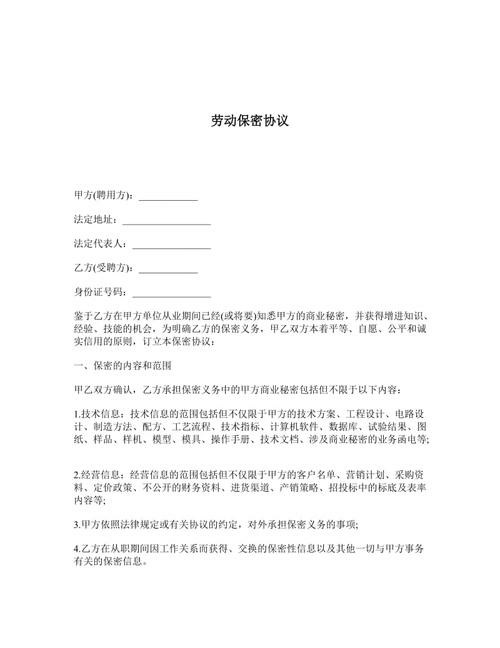 劳动保密协议
甲方(聘用方)：____________
法定地址：__________________
法定代表人：________________
乙方(受聘方)：____________
身份证号码：________________
鉴于乙方在甲方单位从业期间已经(或将要)知悉甲方的商业秘密，并获得增进知识、
经验、技能的机会，为明确乙方的保密义务，甲乙双方本着平等、自愿、公平和诚
实信用的原则，订立本保密协议：
一、保密的内容和范围
甲乙双方确认，乙方承担保密义务中的甲方商业秘密包括但不限于以下内容：
1.技术信息：技术信息的范围包括但不仅限于甲方的技术方案、工程设计、电路设
计、制造方法、配方、工艺流程、技术指标、计算机软件、数据库、试验结果、图
纸、样品、样机、模型、模具、操作手册、技术文档、涉及商业秘密的业务函电等;
2.经营信息：经营信息的范围包括但不仅限于甲方的客户名单、营销计划、采购资
料、定价政策、不公开的财务资料、进货渠道、产销策略、招投标中的标底及表率
内容等;
3.甲方依照法律规定或有关协议的约定，对外承担保密义务的事项;
4.乙方在从职期间因工作关系而获得、交换的保密性信息以及其他一切与甲方事务
有关的保密信息。